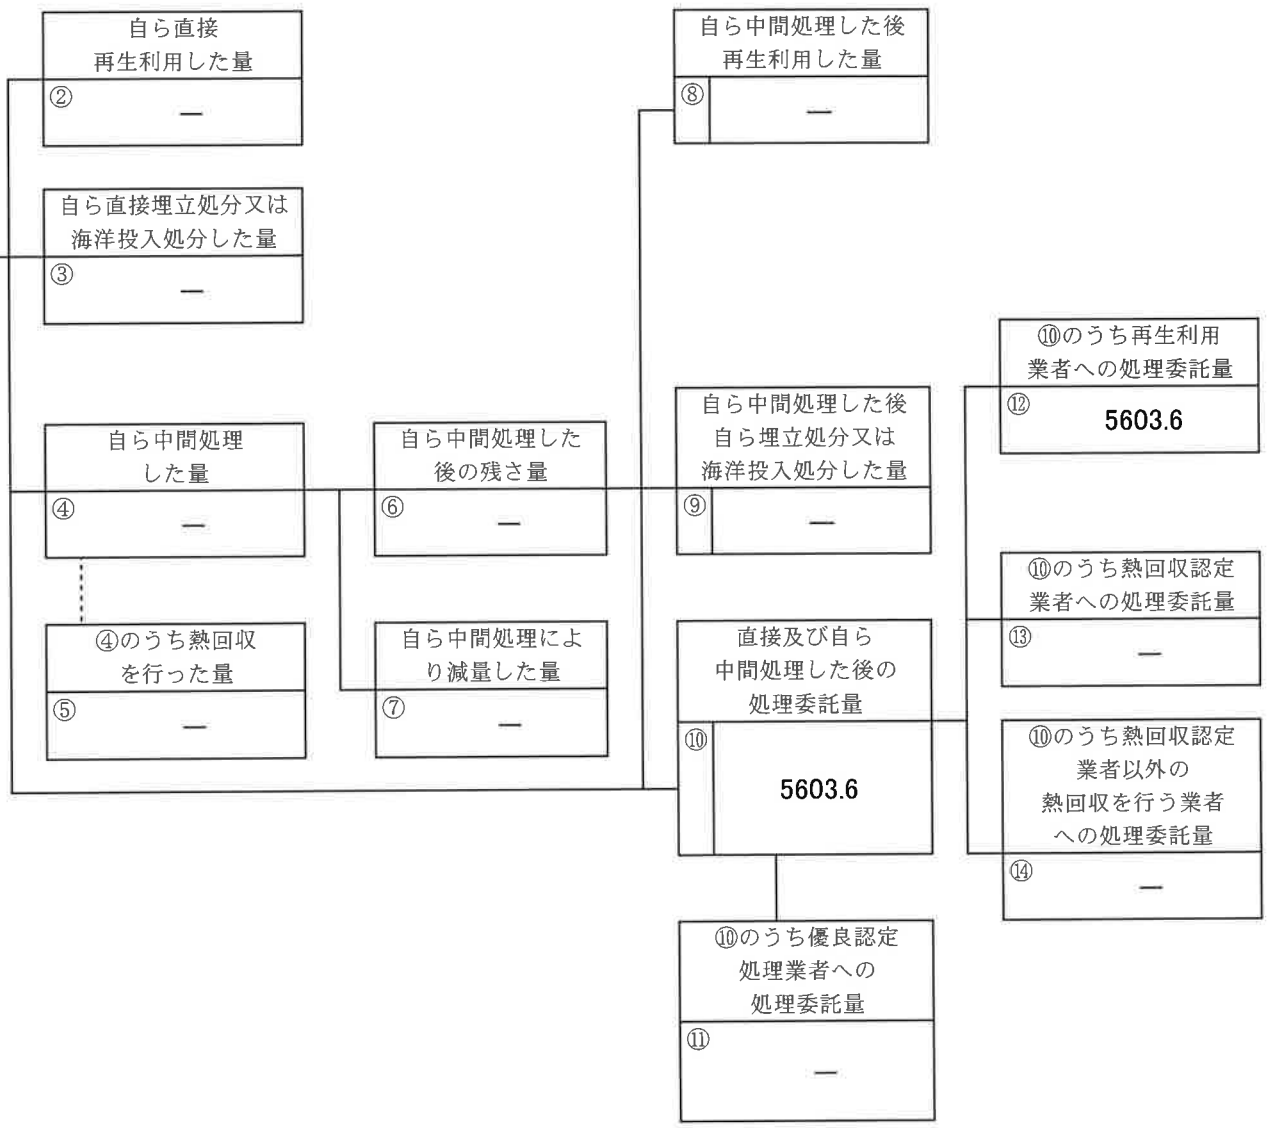 自ら直接
再生利用した量
②
—
自ら直接埋立処分又は
海洋投入処分した量
③
—
自ら中間処理
した量
④
—
④のうち熱回収
を行った量
⑤
—
自ら中間処理した
後の残さ量
⑥
—
自ら中間処理によ
り減量した量
⑦
—
自ら中間処理した後
再生利用した量
⑧
—
自ら中間処理した後
自ら埋立処分又は
海洋投入処分した量
⑨
—
直接及び自ら
中間処理した後の
処理委託量
⑩
5603.6
⑩のうち優良認定
処理業者への
処理委託量
⑪
—
⑩のうち再生利用
業者への処理委託量
⑫
5603.6
⑩のうち熱回収認定
業者への処理委託量
⑬
—
⑩のうち熱回収認定
業者以外の
熱回収を行う業者
への処理委託量
⑭
—